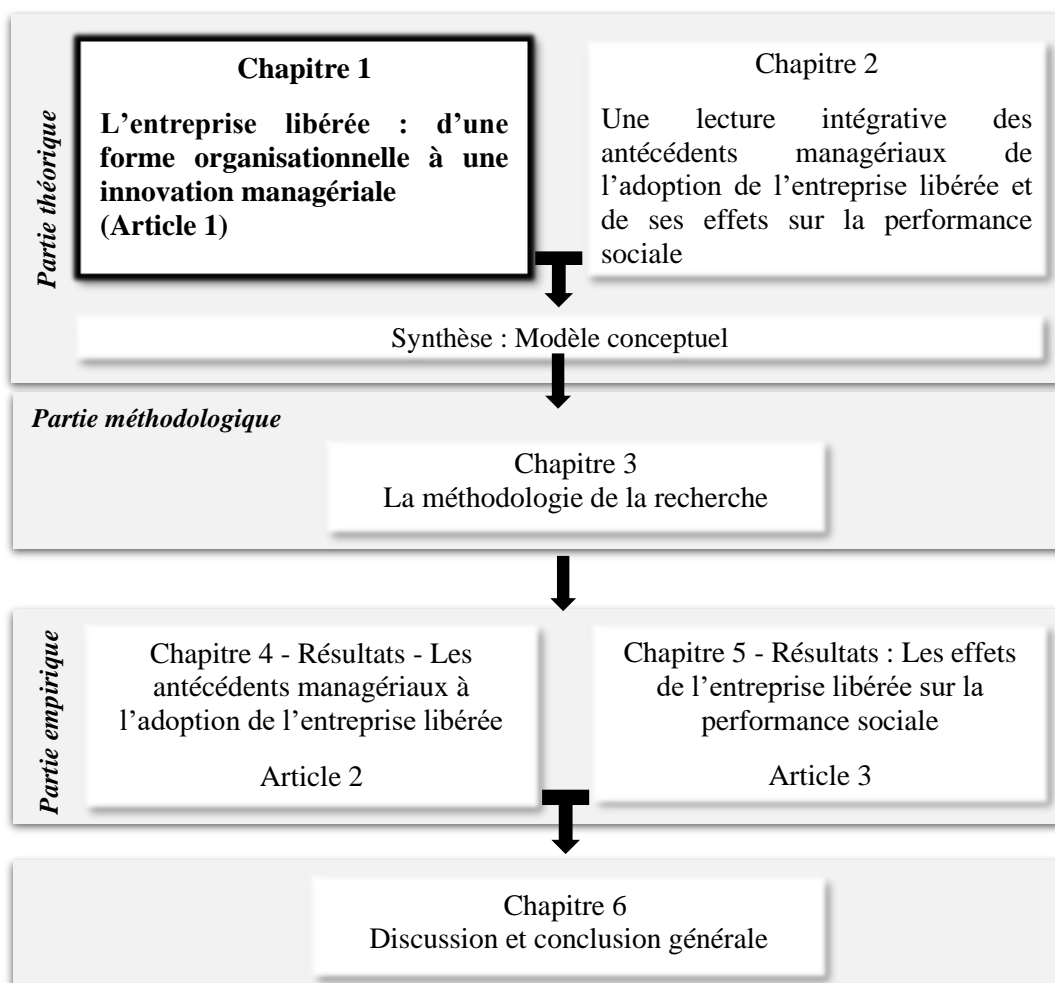 Partie théorique
Chapitre 1
L'entreprise libérée : d'une
forme organisationnelle à une
innovation managériale
(Article 1)
Chapitre 2
Une lecture intégrative des
antécédents managériaux de
l'adoption de l'entreprise libérée et
de ses effets sur la performance
sociale
Synthèse : Modèle conceptuel
Partie méthodologique
Chapitre 3
La méthodologie de la recherche
Partie empirique
Chapitre 4 - Résultats - Les
antécédents managériaux à
l'adoption de l'entreprise libérée
Article 2
Chapitre 5 - Résultats : Les effets
de l'entreprise libérée sur la
performance sociale
Article 3
Chapitre 6
Discussion et conclusion générale